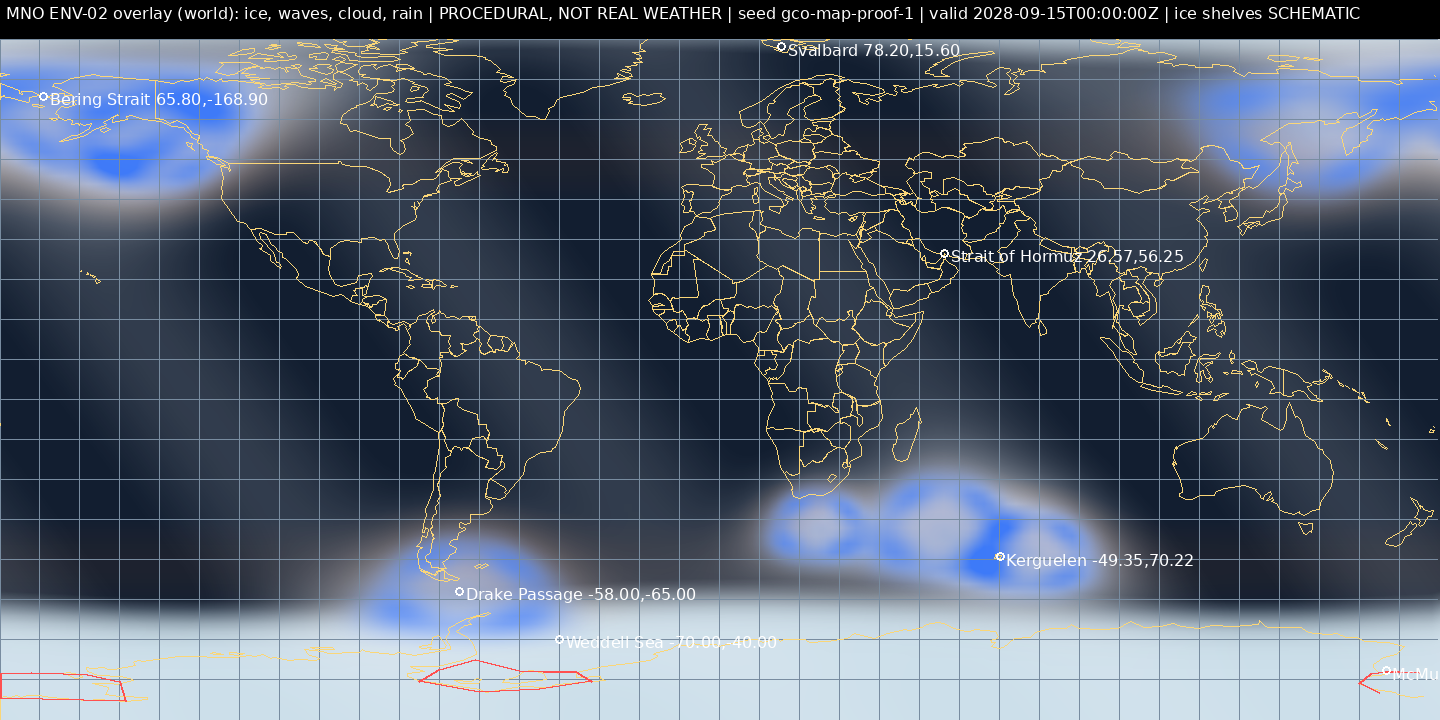 MNO ENV-02 overlay (world): ice, waves, cloud, rain | PROCEDURAL, NOT REAL WEATHER | seed gco-map-proof-1 | valid 2028-09-15T00:00:00Z | ice shelves SCHEMATIC
Svalbard 78.20,15.60
Bering Strait 65.80,-168.90
Strait of Hormuz 26.57,56.25
Kerguelen -49.35,70.22
Drake Passage -58.00,-65.00
Weddell Sea -70.00,-40.00
McMu